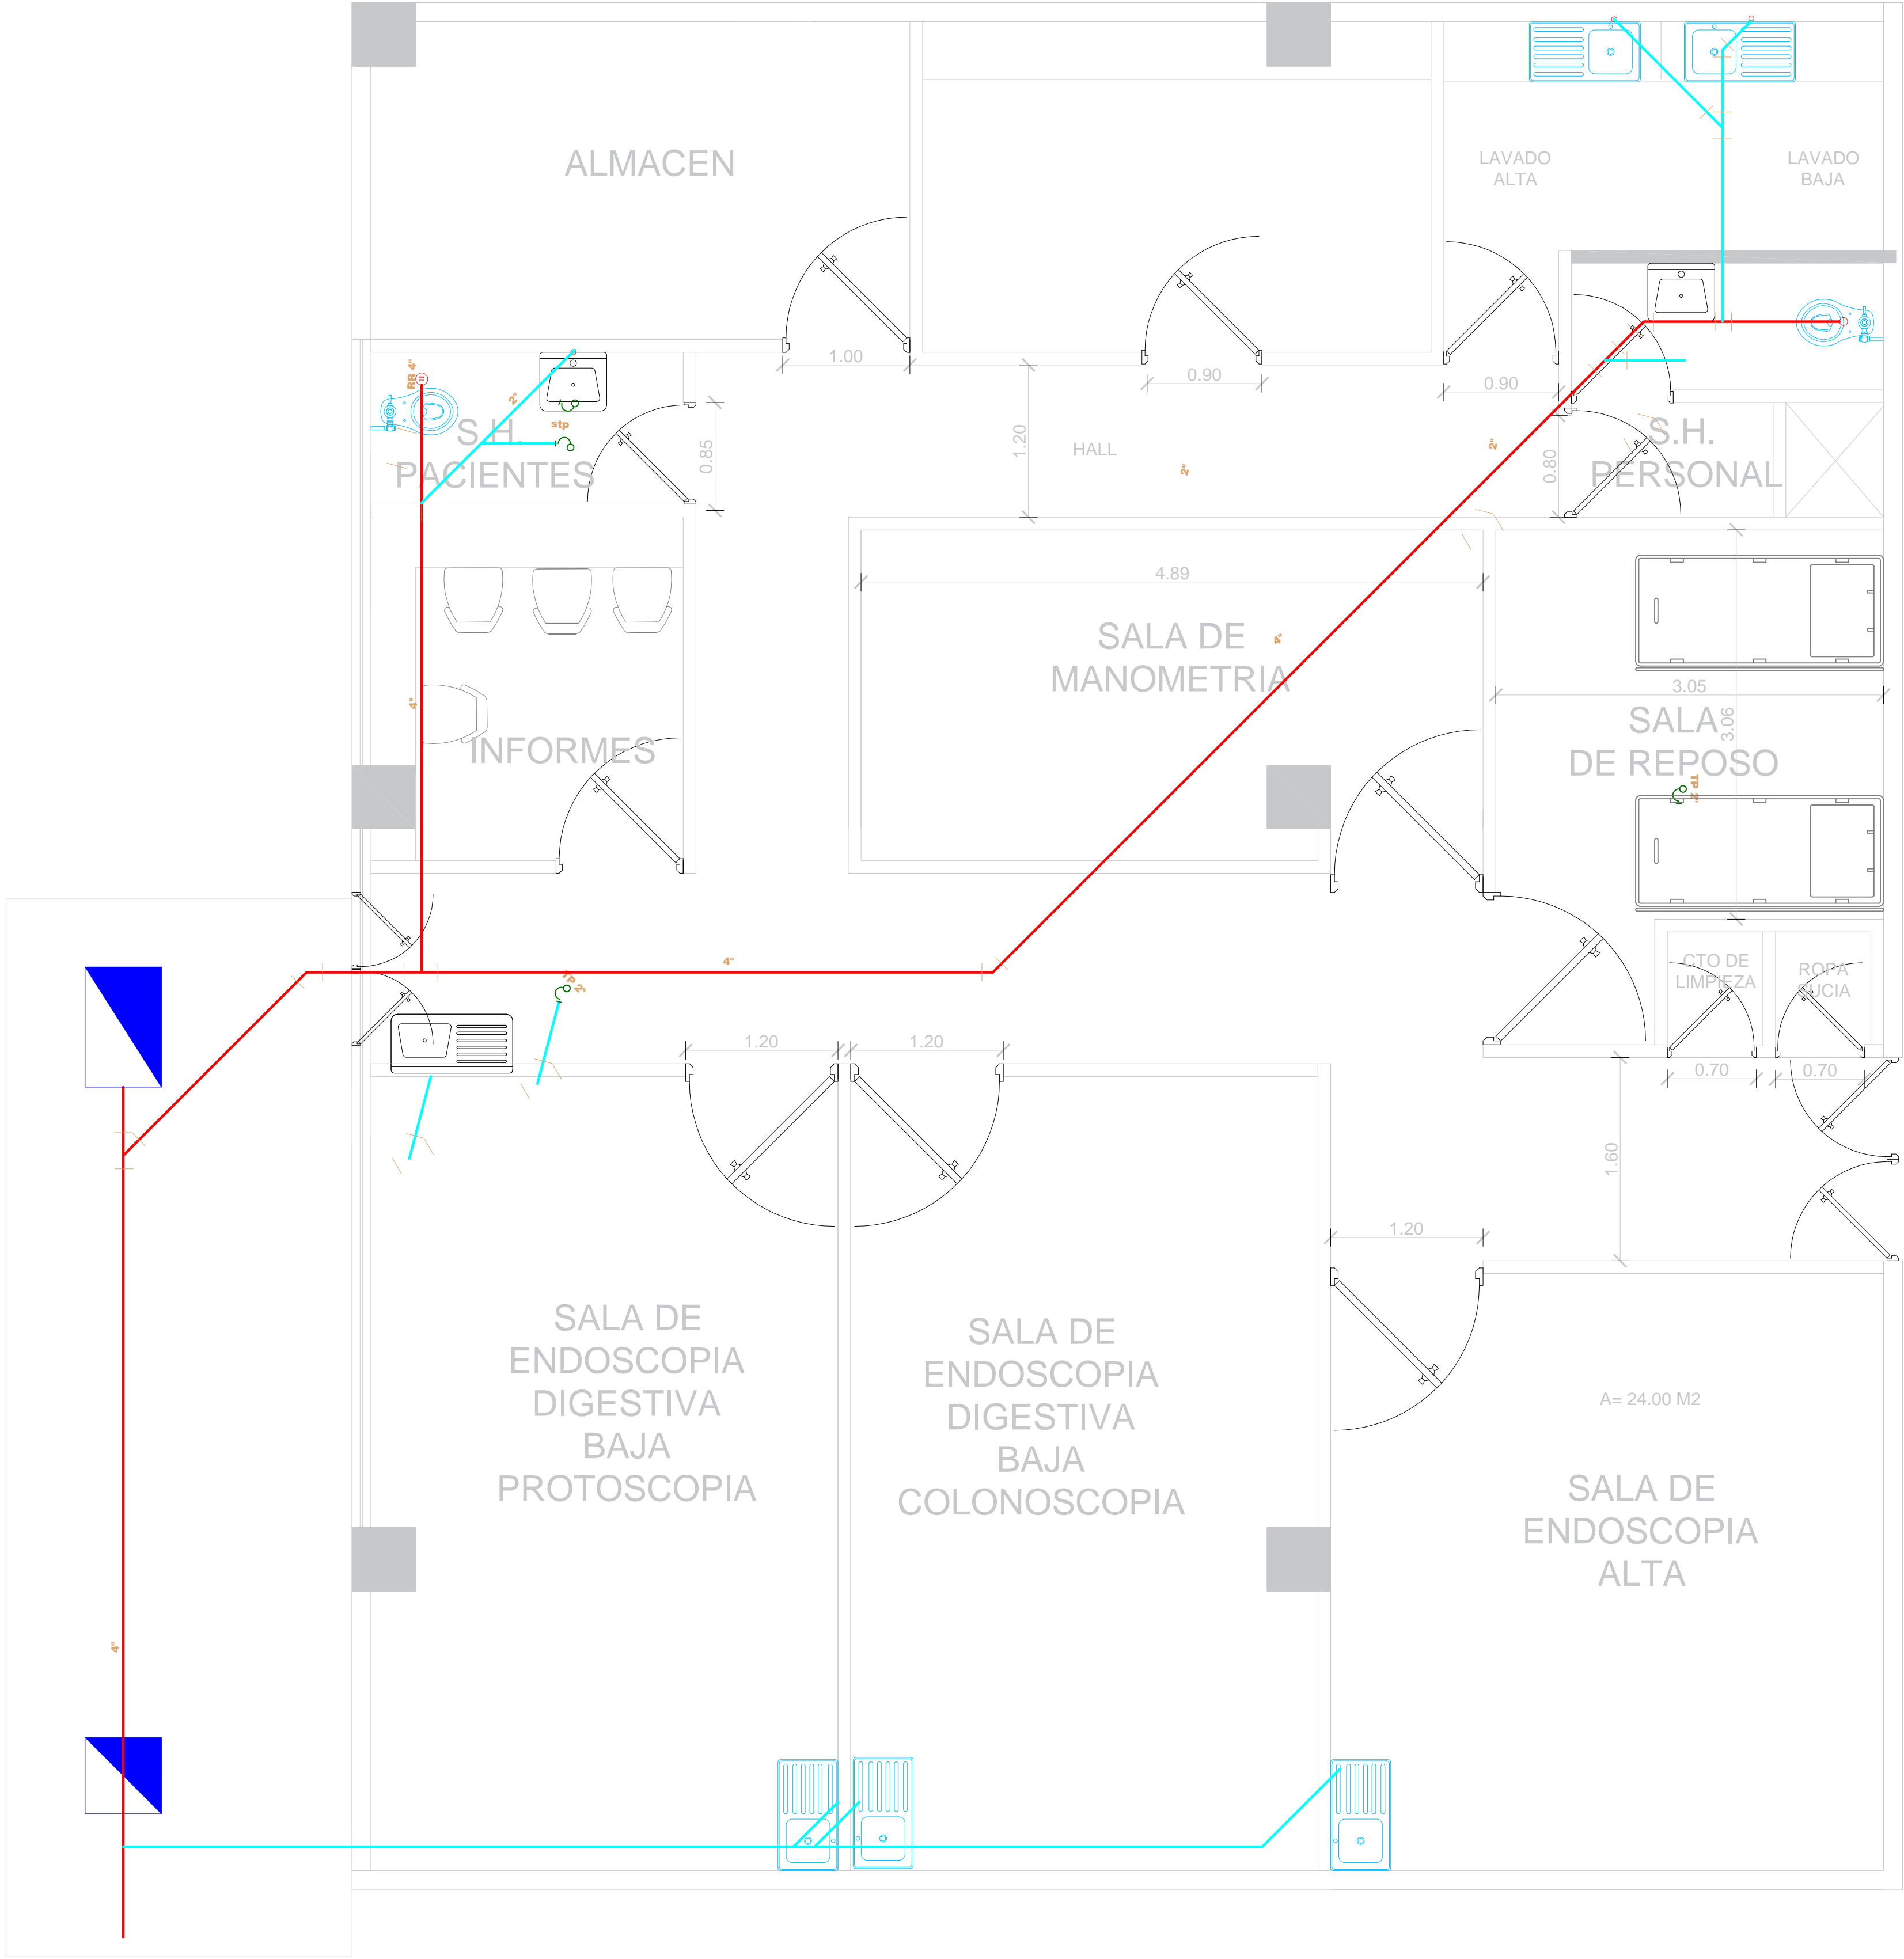 ALMACEN
LAVADO
ALTA
LAVADO
BAJA
1.00
0.90
0.90
RR 4"
2"
stp
S.H.
PACIENTES
0.85
1.20
HALL
2"
2"
0.80
S.H.
PERSONAL
4.89
SALA DE
MANOMETRIA
4"
3.05
3.06
SALA
DE REPOSO
TP 2"
4"
INFORMES
4"
TP 2"
CTO DE
LIMPIEZA
ROPA
SUCIA
1.20
1.20
0.70
0.70
1.60
1.20
SALA DE
ENDOSCOPIA
DIGESTIVA
BAJA
PROTOSCOPIA
SALA DE
ENDOSCOPIA
DIGESTIVA
BAJA
COLONOSCOPIA
A= 24.00 M2
SALA DE
ENDOSCOPIA
ALTA
4"